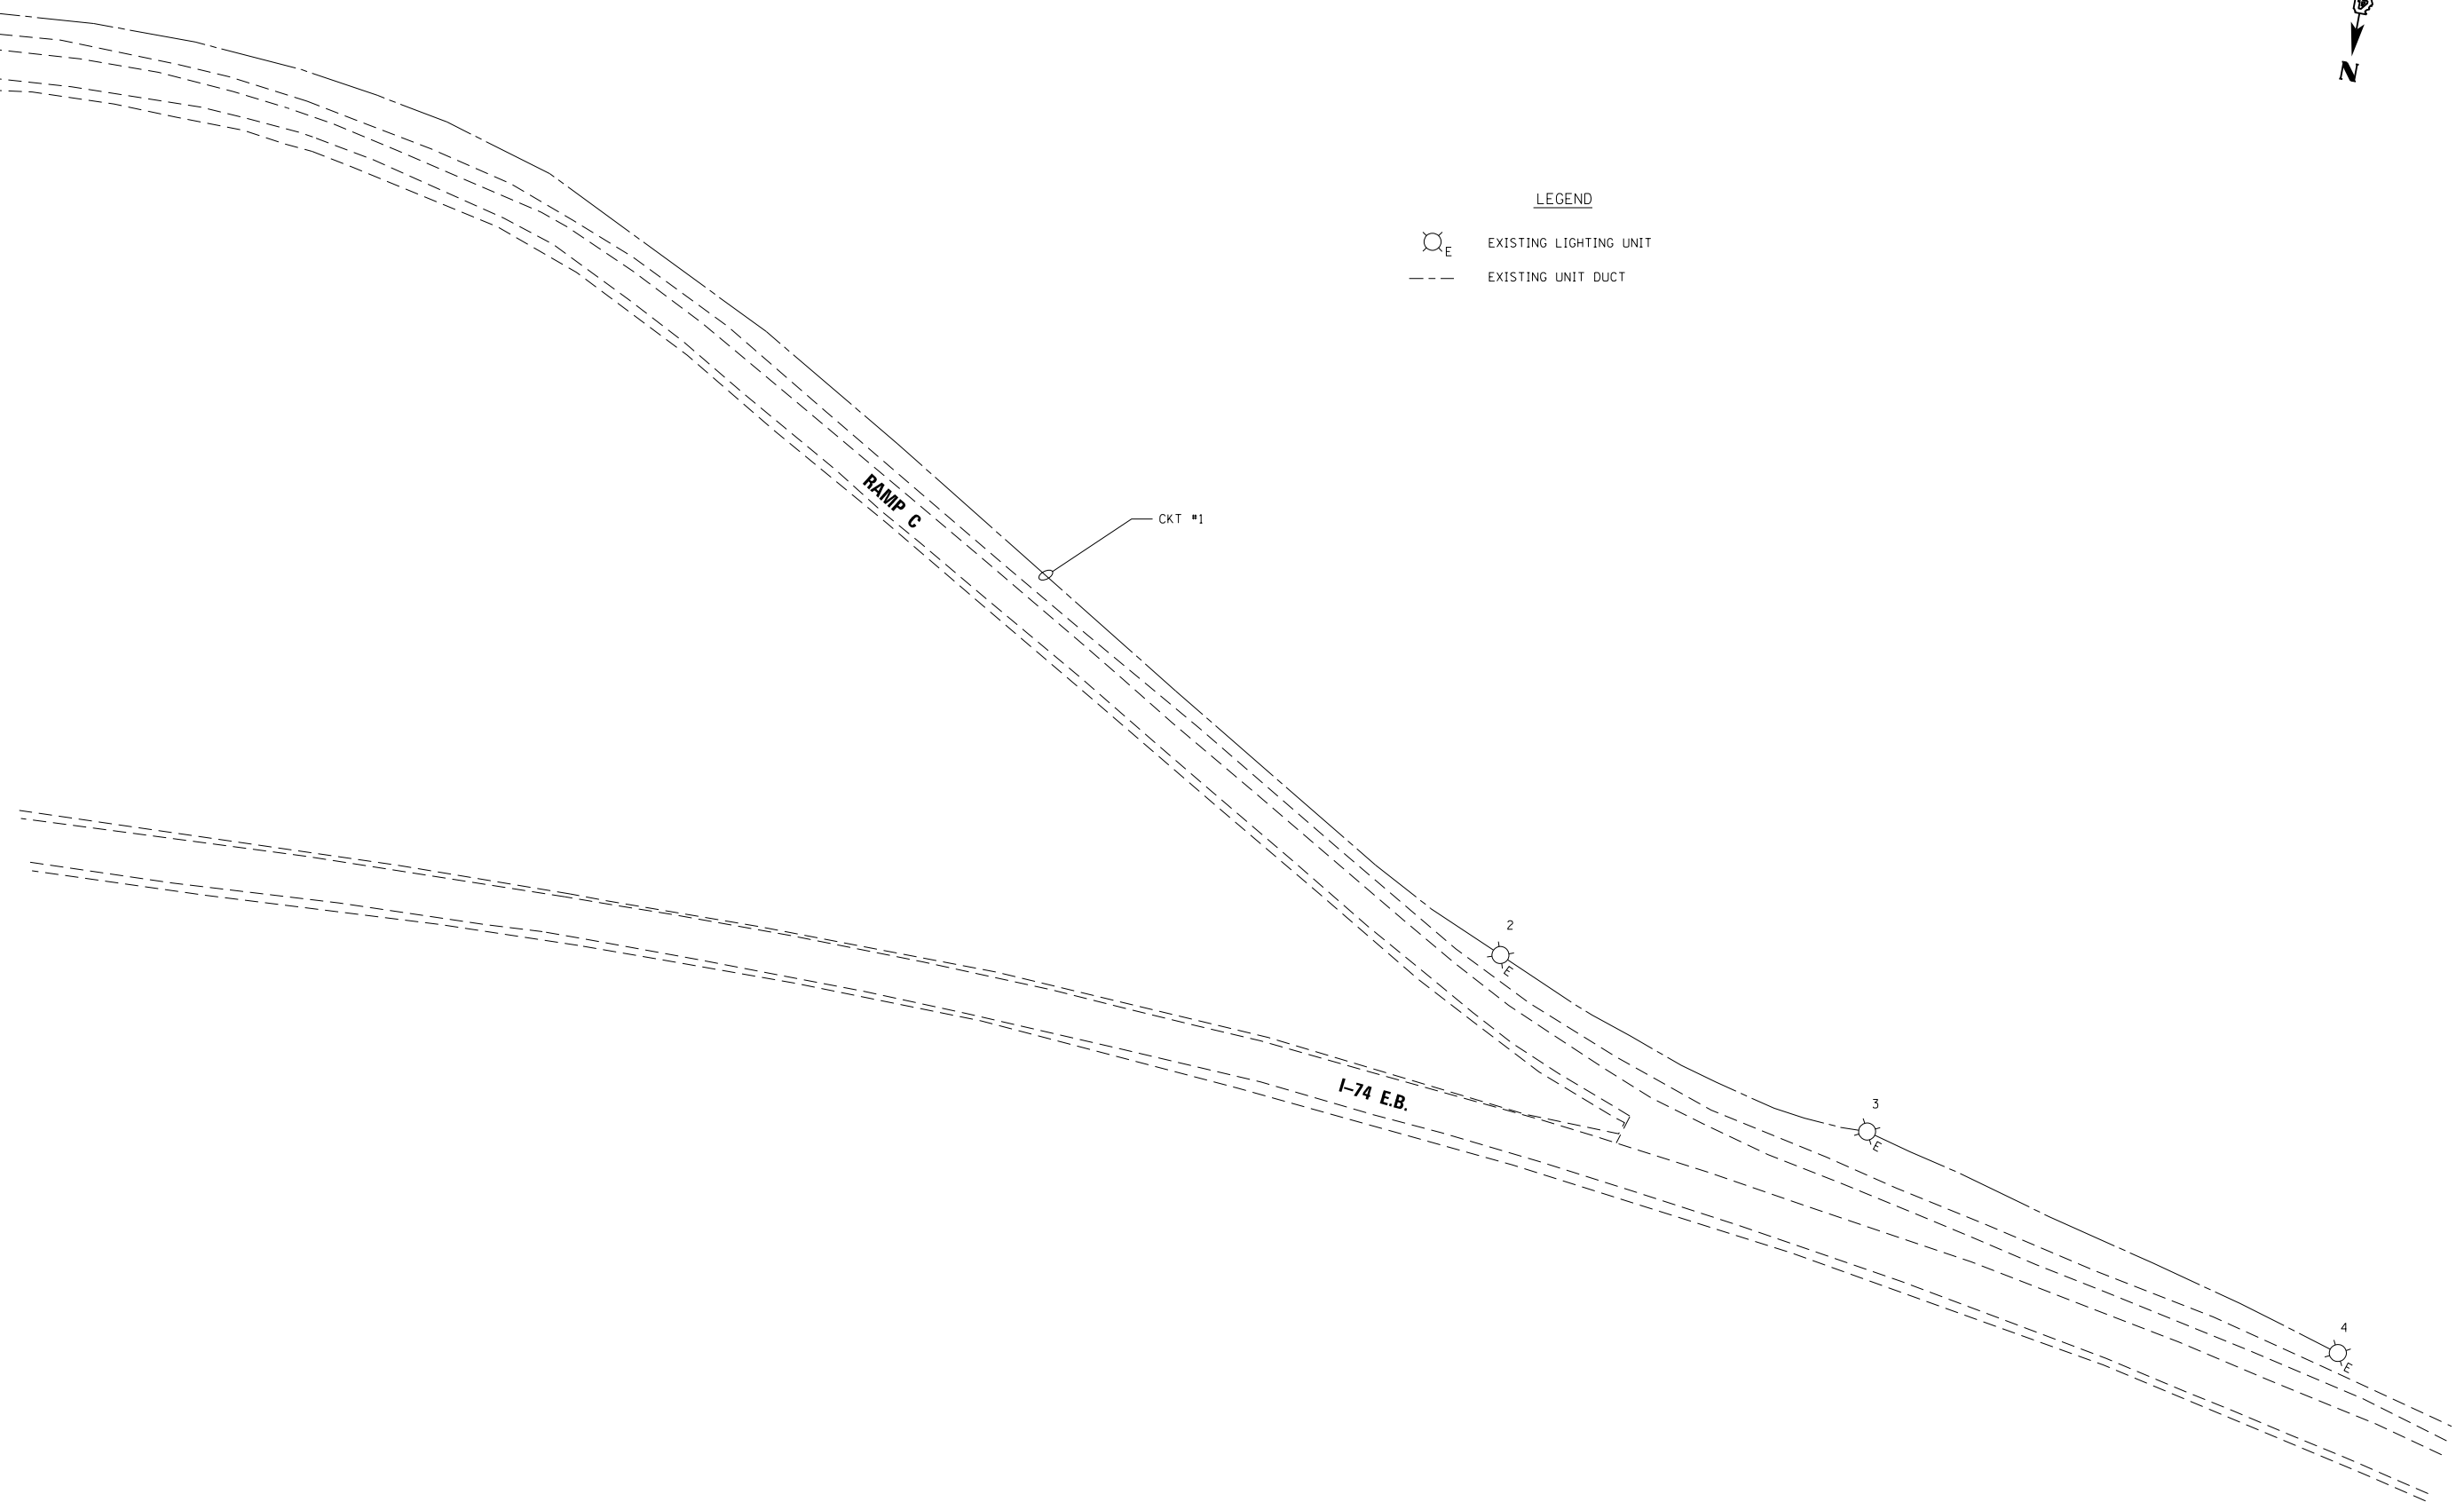 N
LEGEND
E EXISTING LIGHTING UNIT
EXISTING UNIT DUCT
RAMP C
CKT #1
2
E
3
E
I-74 E.B.
4
E